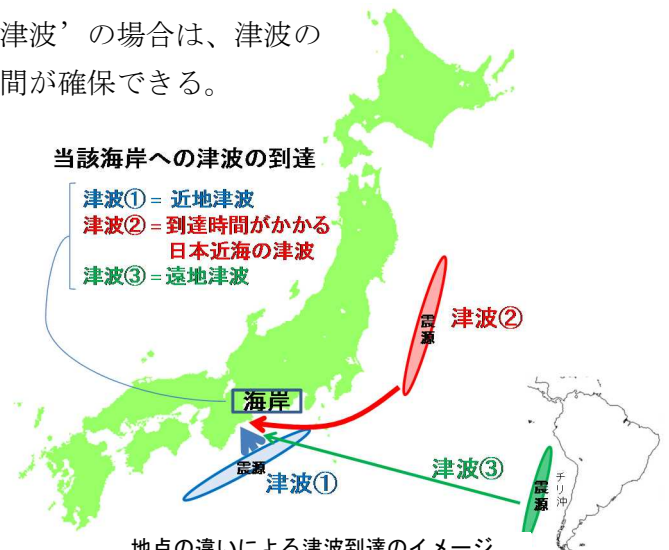 津波’の場合は、津波の
間が確保できる。
当該海岸への津波の到達
津波①＝近地津波
津波②＝到達時間がかかる
日本近海の津波
津波③＝遠地津波
震源
津波②
海岸
震源
津波①
津波③
震源
チリ沖
地点の違いによる津波到達のイメージ